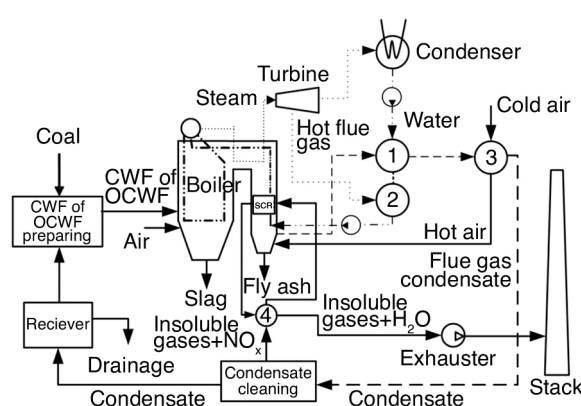 Condenser
Turbine
Steam
Water
Cold air
Hot flue
gas
Coal
CWF of
OCWF
Boiler
1
3
SCR
2
CWF of
OCWF
preparing
Air
Hot air
Flue gas
condensate
Slag
Fly ash
Insoluble
gases+NOx
4
Insoluble
gases+H2O
Reciever
Drainage
Exhauster
Condensate
cleaning
Condensate
Condensate
Stack